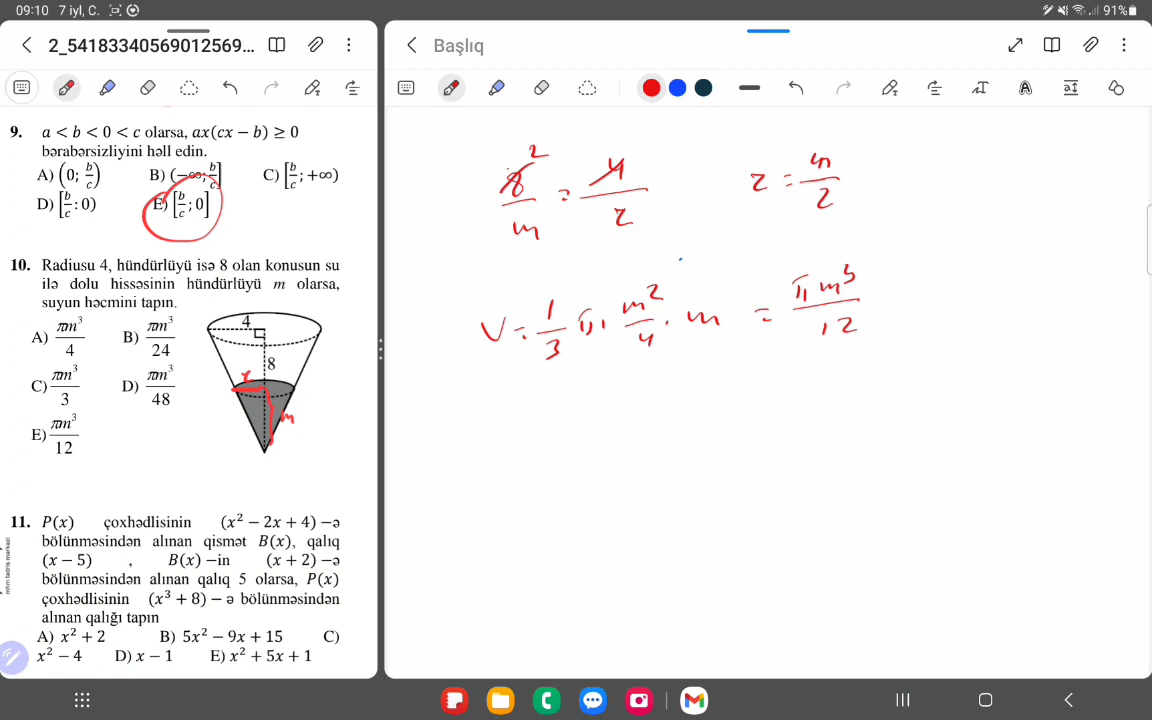 09:10 7 iyl, C. 91%
2_54183340569012569...
Başlıq
9. a < b < 0 < c olarsa, ax(cx − b) ≥ 0
bərabərsizliyini həll edin.
A) (0; b/c) B) (−∞; b/c] C) [b/c; +∞)
D) [b/c: 0) E) [b/c; 0]
10. Radiusu 4, hündürlüyü isə 8 olan konusun su
ilə dolu hissəsinin hündürlüyü m olarsa,
suyun həcmini tapın.
A) πm³/4 B) πm³/24
C) πm³/3 D) πm³/48
E) πm³/12
4
8
r
m
11. P(x) çoxhədlisinin (x² − 2x + 4) −ə
bölünməsindən alınan qismət B(x), qalıq
(x − 5) , B(x) −in (x + 2) −ə
bölünməsindən alınan qalıq 5 olarsa, P(x)
çoxhədlisinin (x³ + 8) − ə bölünməsindən
alınan qalığı tapın
A) x² + 2 B) 5x² − 9x + 15 C)
x² − 4 D) x − 1 E) x² + 5x + 1
2
8/m = 4/r r = m/2
V = 1/3 π · m²/4 · m = πm³/12